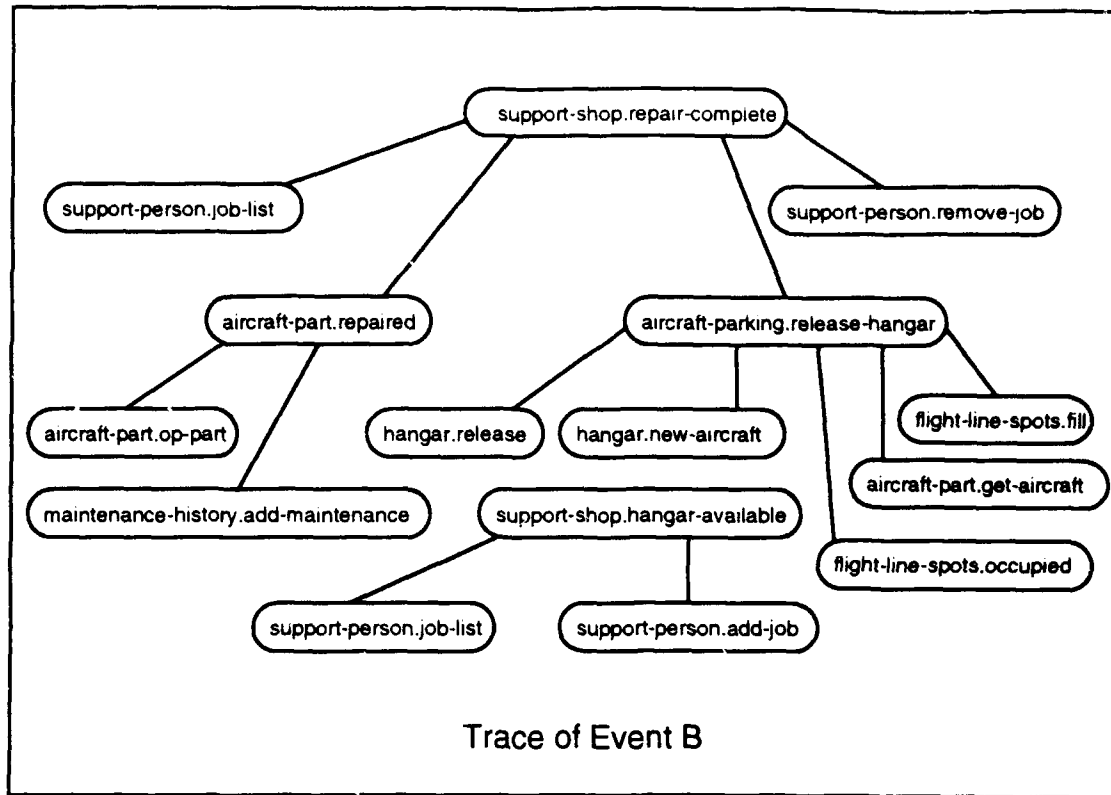 support-shop.repair-complete
support-person.job-list
support-person.remove-job
aircraft-part.repaired
aircraft-parking.release-hangar
aircraft-part.op-part
hangar.release
hangar.new-aircraft
flight-line-spots.fill
aircraft-part.get-aircraft
maintenance-history.add-maintenance
support-shop.hangar-available
flight-line-spots.occupied
support-person.job-list
support-person.add-job
Trace of Event B